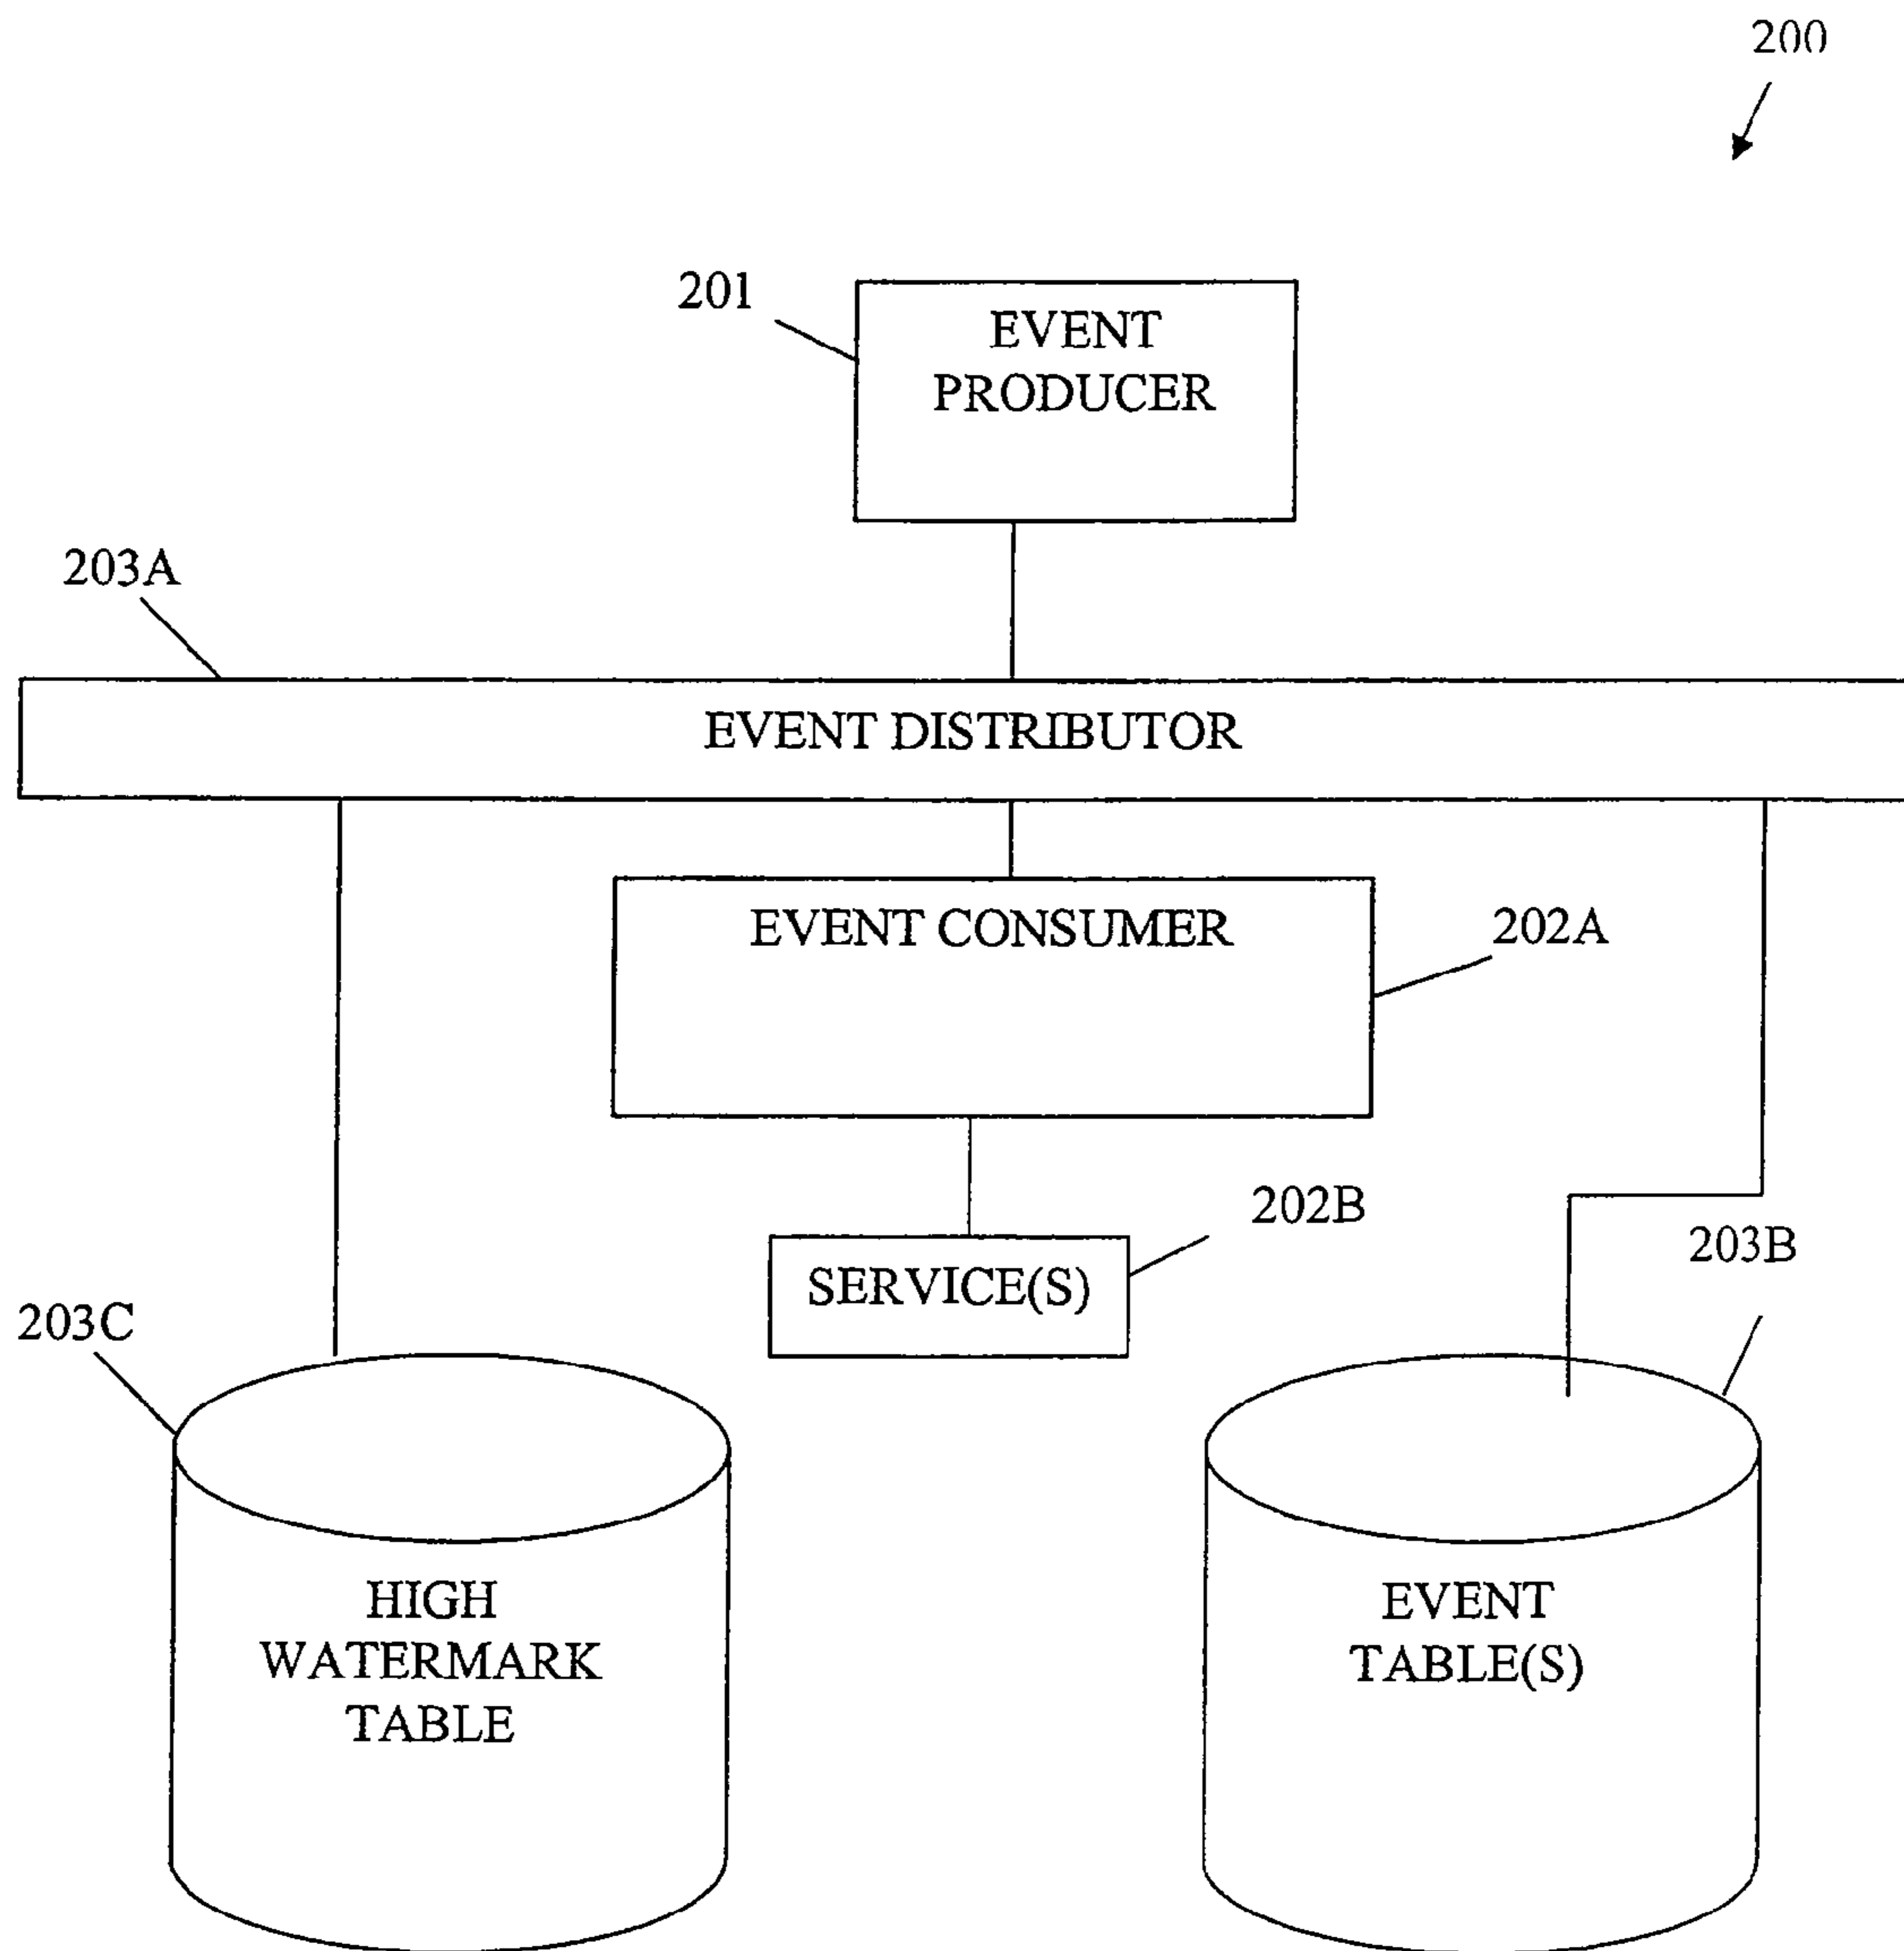 200
201
EVENT
PRODUCER
203A
EVENT DISTRIBUTOR
EVENT CONSUMER
202A
202B
SERVICE(S)
203B
203C
HIGH
WATERMARK
TABLE
EVENT
TABLE(S)